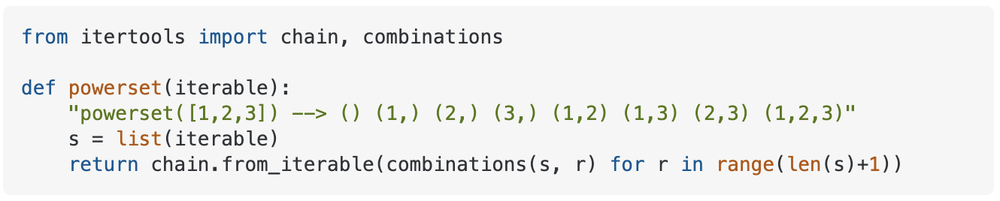 from itertools import chain, combinations
def powerset(iterable):
    "powerset([1,2,3]) --> () (1,) (2,) (3,) (1,2) (1,3) (2,3) (1,2,3)"
    s = list(iterable)
    return chain.from_iterable(combinations(s, r) for r in range(len(s)+1))